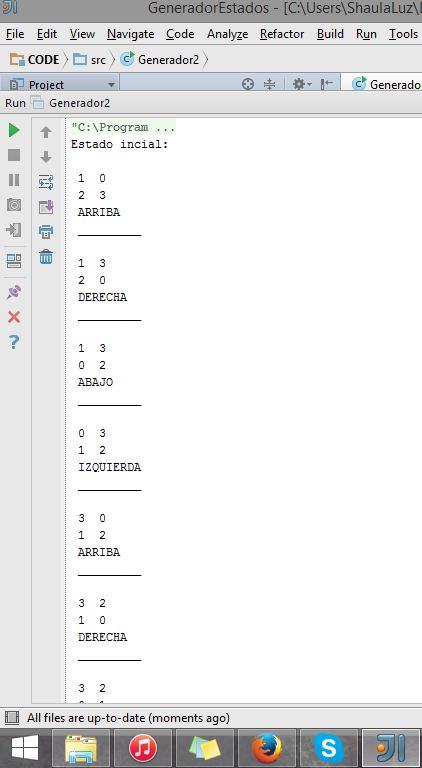 GeneradorEstados - [C:\Users\ShaulaLuz\
File Edit View Navigate Code Analyze Refactor Build Run Tools
CODE src Generador2
Project Generado
Run Generador2
"C:\Program ...
Estado incial:
1 0
2 3
ARRIBA
_________
1 3
2 0
DERECHA
_________
1 3
0 2
ABAJO
_________
0 3
1 2
IZQUIERDA
_________
3 0
1 2
ARRIBA
_________
3 2
1 0
DERECHA
_________
3 2
All files are up-to-date (moments ago)